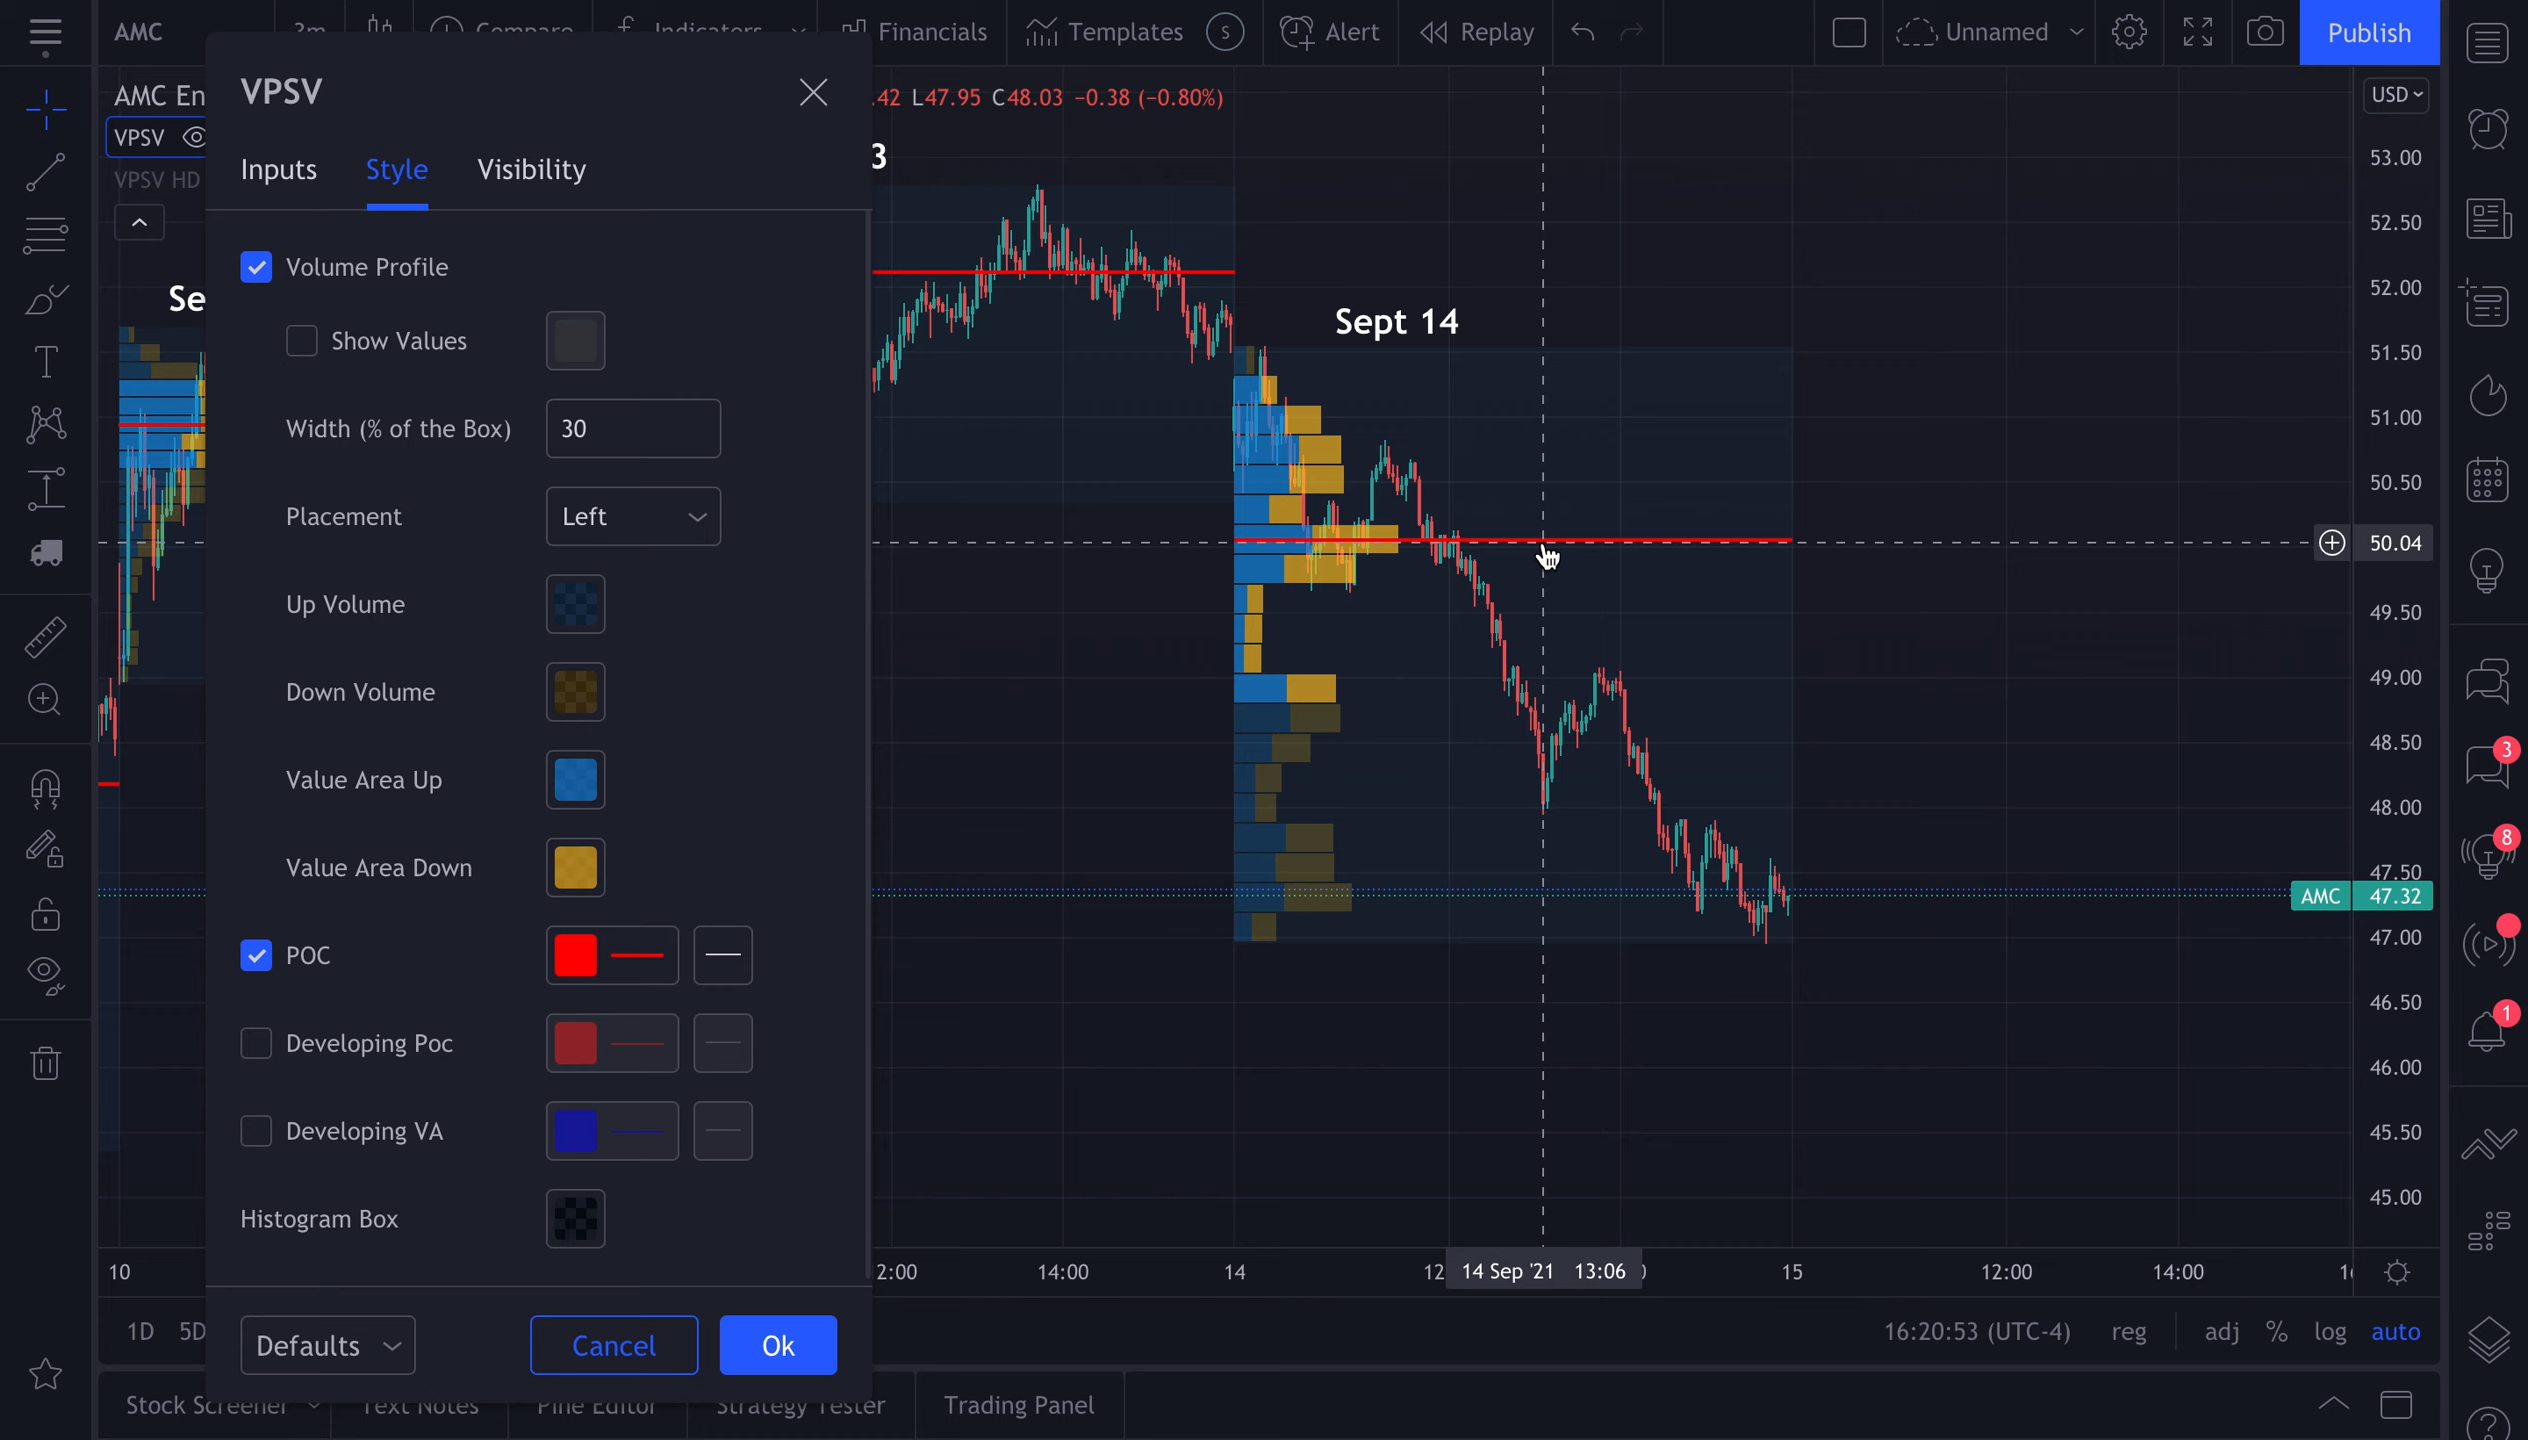 AMC
3m
Compare
Indicators
Financials
Templates
S
Alert
Replay
Unnamed
Publish
AMC En
.42 L47.95 C48.03 −0.38 (−0.80%)
USD
VPSV
VPSV HD
VPSV
Inputs
Style
Visibility
Volume Profile
Show Values
Width (% of the Box)
30
Placement
Left
Up Volume
Down Volume
Value Area Up
Value Area Down
POC
Developing Poc
Developing VA
Histogram Box
Defaults
Cancel
Ok
Se
3
Sept 14
53.00
52.50
52.00
51.50
51.00
50.50
50.04
49.50
49.00
48.50
48.00
47.50
AMC 47.32
47.00
46.50
46.00
45.50
45.00
3
8
1
10
2:00
14:00
14
12
14 Sep '21 13:06
0
15
12:00
14:00
1D
5D
16:20:53 (UTC-4)
reg
adj
%
log
auto
Stock Screener
Text Notes
Pine Editor
Strategy Tester
Trading Panel